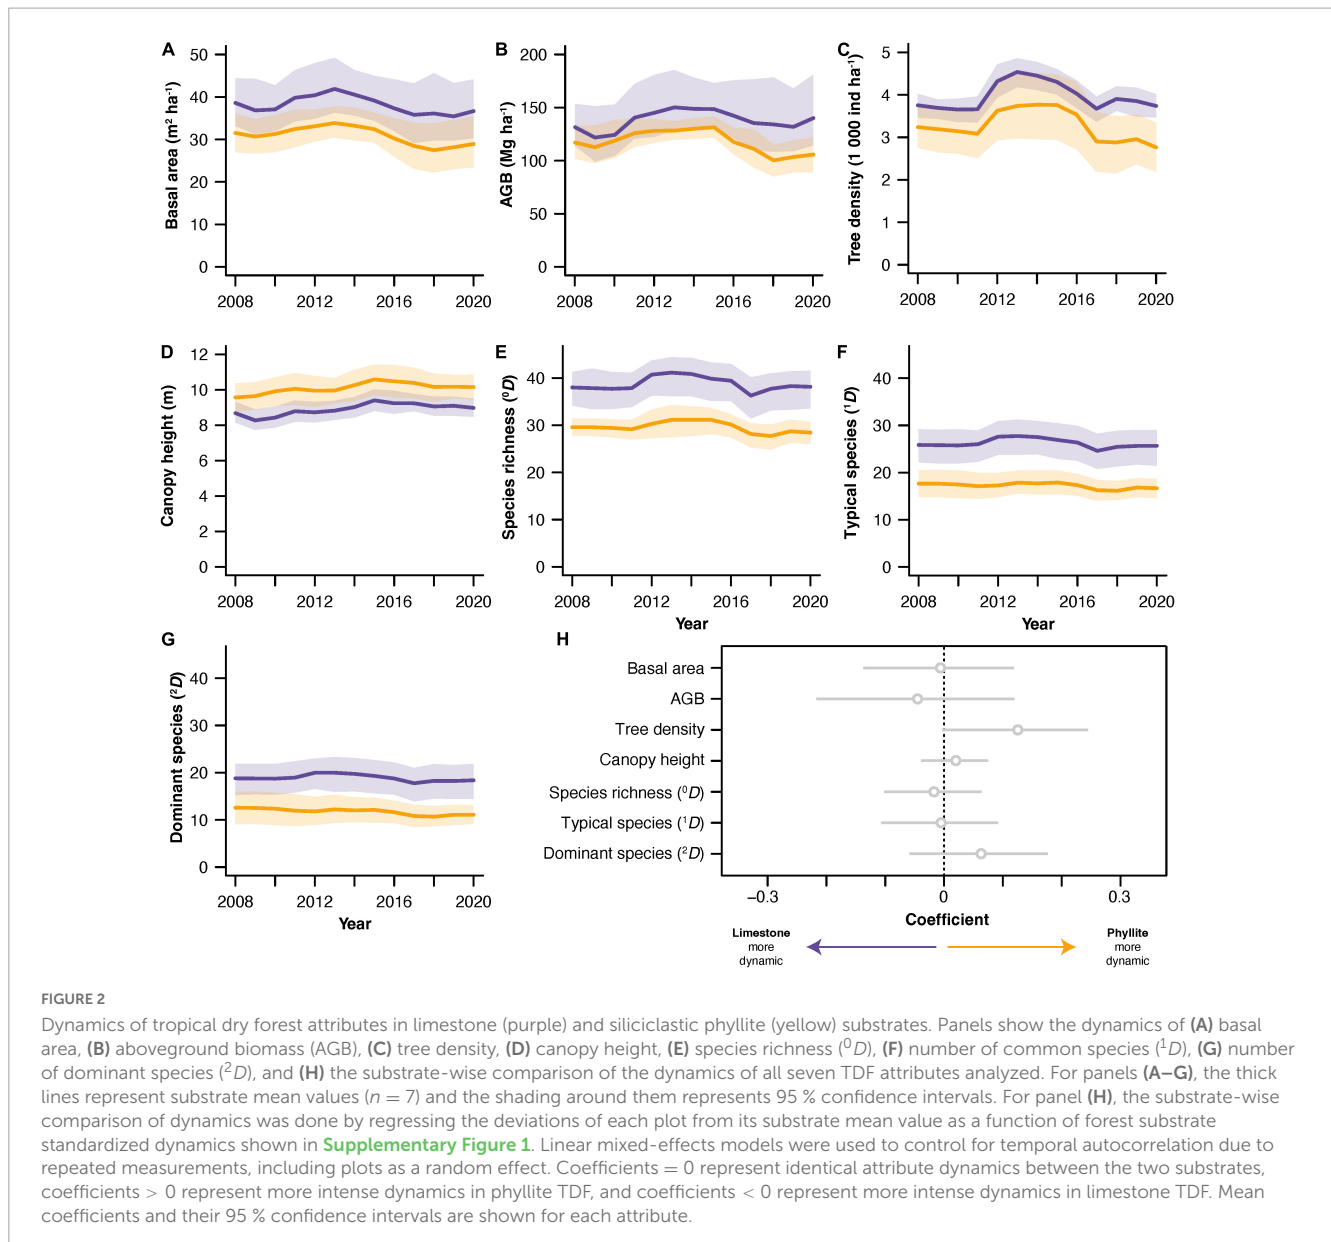 A
Basal area (m² ha⁻¹)
50
40
30
20
10
0
2008
2012
2016
2020
B
AGB (Mg ha⁻¹)
200
150
100
50
0
2008
2012
2016
2020
C
Tree density (1 000 ind ha⁻¹)
5
4
3
2
1
0
2008
2012
2016
2020
D
Canopy height (m)
12
10
8
6
4
2
0
2008
2012
2016
2020
E
Species richness (⁰D)
40
30
20
10
0
2008
2012
2016
2020
Year
F
Typical species (¹D)
40
30
20
10
0
2008
2012
2016
2020
Year
G
Dominant species (²D)
40
30
20
10
0
2008
2012
2016
2020
Year
H
Basal area
AGB
Tree density
Canopy height
Species richness (⁰D)
Typical species (¹D)
Dominant species (²D)
−0.3
0
0.3
Coefficient
Limestone
more
dynamic
Phyllite
more
dynamic
FIGURE 2
Dynamics of tropical dry forest attributes in limestone (purple) and siliciclastic phyllite (yellow) substrates. Panels show the dynamics of (A) basal
area, (B) aboveground biomass (AGB), (C) tree density, (D) canopy height, (E) species richness (⁰D), (F) number of common species (¹D), (G) number
of dominant species (²D), and (H) the substrate-wise comparison of the dynamics of all seven TDF attributes analyzed. For panels (A–G), the thick
lines represent substrate mean values (n = 7) and the shading around them represents 95 % confidence intervals. For panel (H), the substrate-wise
comparison of dynamics was done by regressing the deviations of each plot from its substrate mean value as a function of forest substrate
standardized dynamics shown in Supplementary Figure 1. Linear mixed-effects models were used to control for temporal autocorrelation due to
repeated measurements, including plots as a random effect. Coefficients = 0 represent identical attribute dynamics between the two substrates,
coefficients > 0 represent more intense dynamics in phyllite TDF, and coefficients < 0 represent more intense dynamics in limestone TDF. Mean
coefficients and their 95 % confidence intervals are shown for each attribute.